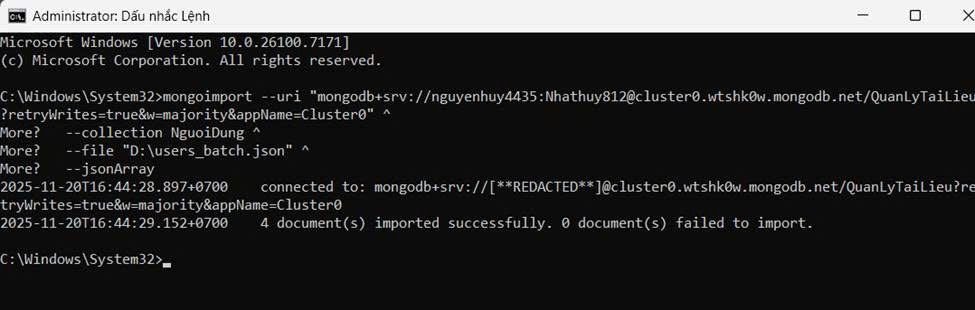 Administrator: Dấu nhắc Lệnh
Microsoft Windows [Version 10.0.26100.7171]
(c) Microsoft Corporation. All rights reserved.
C:\Windows\System32>mongoimport --uri "mongodb+srv://nguyenhuy4435:Nhathuy812@cluster0.wtshk0w.mongodb.net/QuanLyTaiLieu
?retryWrites=true&w=majority&appName=Cluster0" ^
More?   --collection NguoiDung ^
More?   --file "D:\users_batch.json" ^
More?   --jsonArray
2025-11-20T16:44:28.897+0700    connected to: mongodb+srv://[**REDACTED**]@cluster0.wtshk0w.mongodb.net/QuanLyTaiLieu?re
tryWrites=true&w=majority&appName=Cluster0
2025-11-20T16:44:29.152+0700    4 document(s) imported successfully. 0 document(s) failed to import.
C:\Windows\System32>